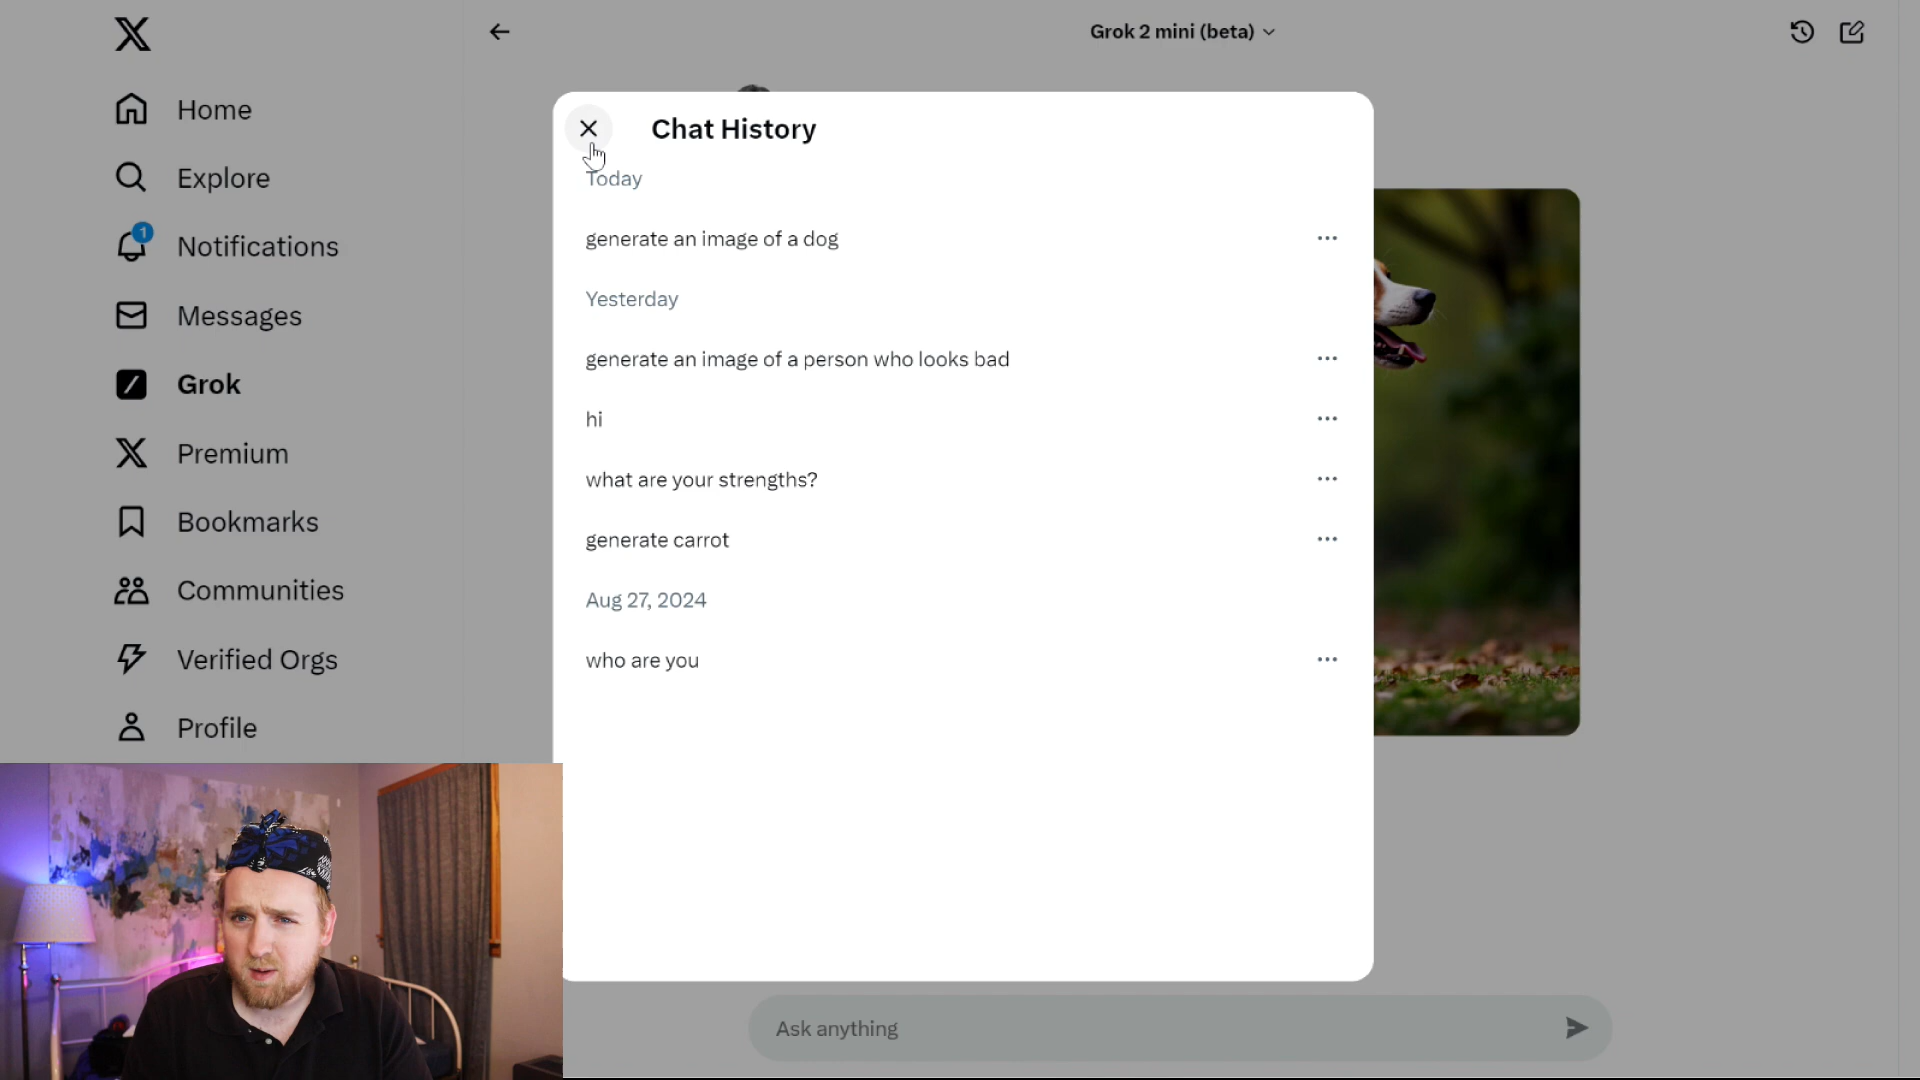 Home
Explore
1
Notifications
Messages
Grok
Premium
Bookmarks
Communities
Verified Orgs
Profile
Grok 2 mini (beta)
Chat History
Today
generate an image of a dog
Yesterday
generate an image of a person who looks bad
hi
what are your strengths?
generate carrot
Aug 27, 2024
who are you
Ask anything